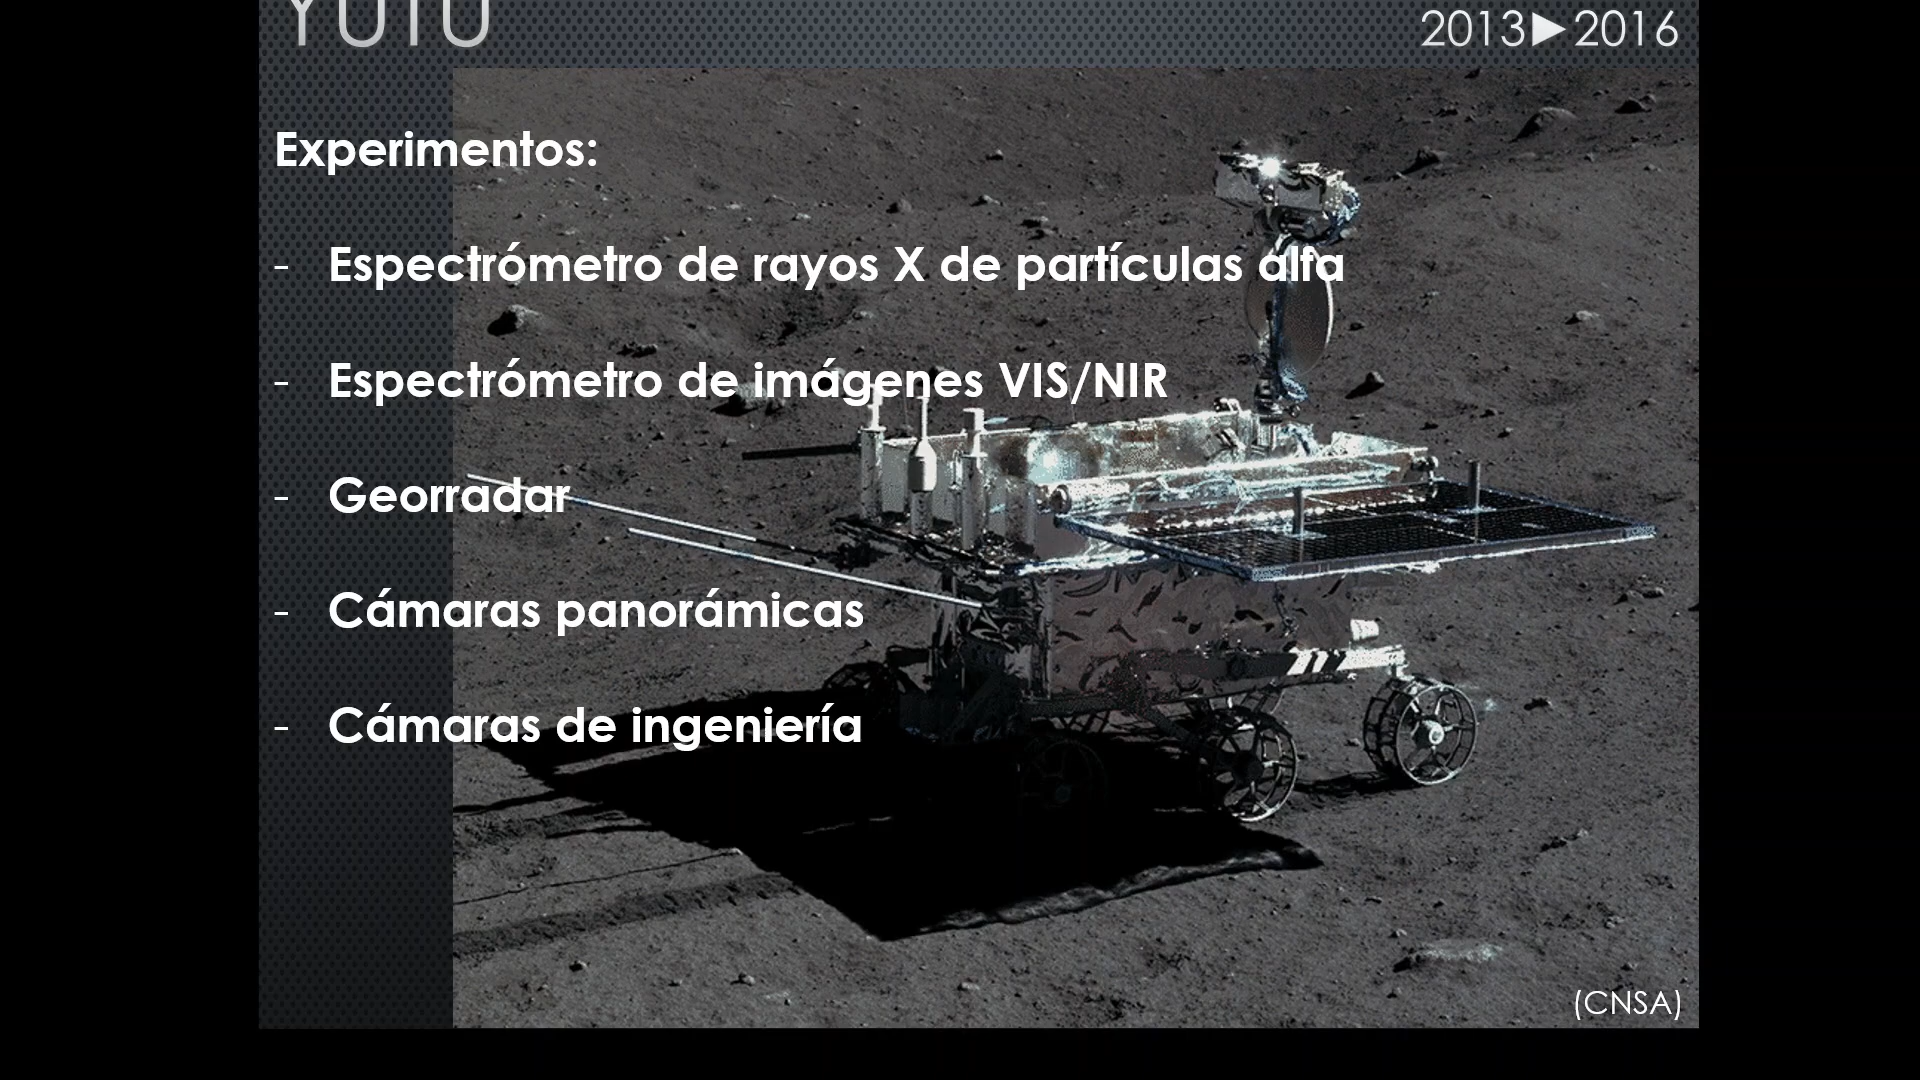 YUTU
2013►2016
Experimentos:
- Espectrómetro de rayos X de partículas alfa
- Espectrómetro de imágenes VIS/NIR
- Georradar
- Cámaras panorámicas
- Cámaras de ingeniería
(CNSA)